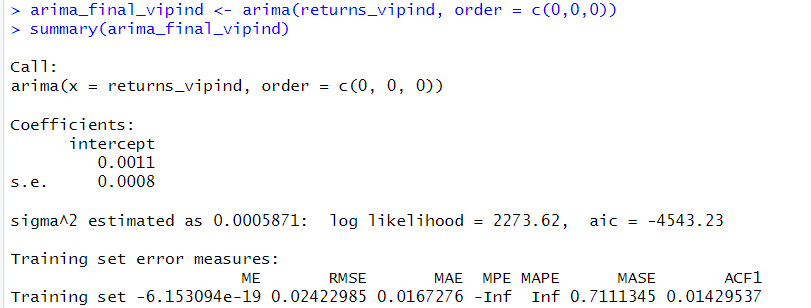 > arima_final_vipind <- arima(returns_vipind, order = c(0,0,0))
> summary(arima_final_vipind)
Call:
arima(x = returns_vipind, order = c(0, 0, 0))
Coefficients:
intercept
0.0011
s.e. 0.0008
sigma^2 estimated as 0.0005871: log likelihood = 2273.62, aic = -4543.23
Training set error measures:
ME RMSE MAE MPE MAPE MASE ACF1
Training set -6.153094e-19 0.02422985 0.0167276 -Inf Inf 0.7111345 0.01429537